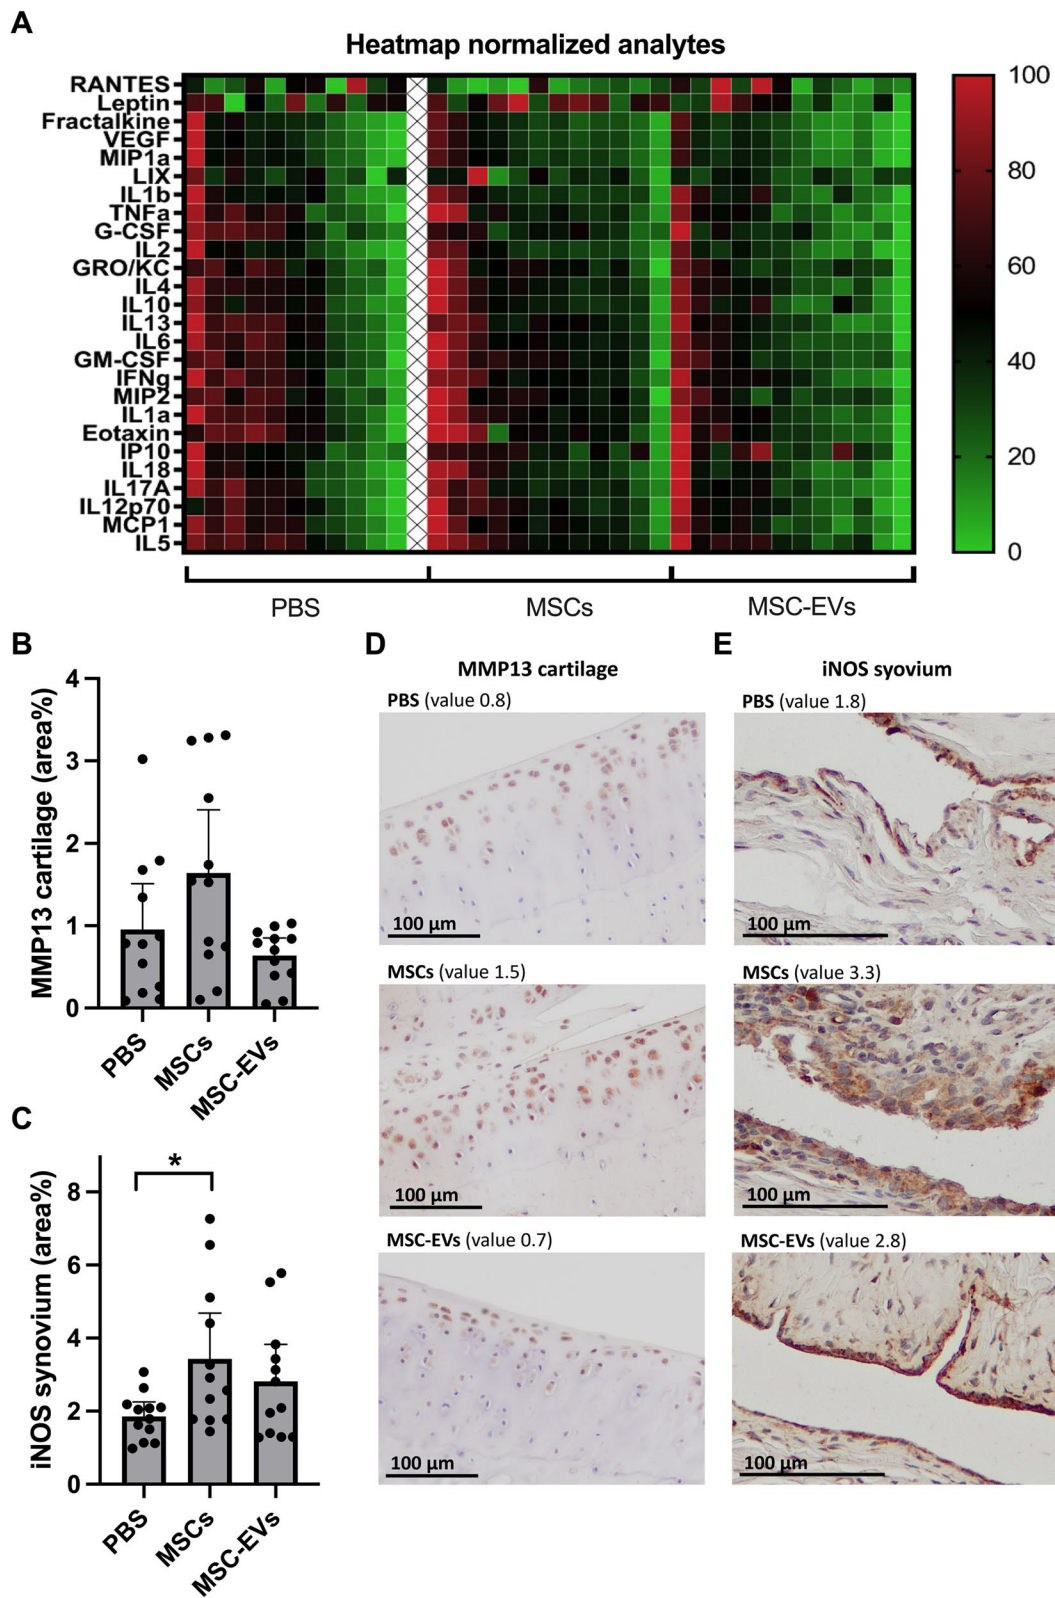 A
Heatmap normalized analytes
RANTES
Leptin
Fractalkine
VEGF
MIP1a
LIX
IL1b
TNFa
G-CSF
IL2
GRO/KC
IL4
IL10
IL13
IL6
GM-CSF
IFNg
MIP2
IL1a
Eotaxin
IP10
IL18
IL17A
IL12p70
MCP1
IL5
100
80
60
40
20
0
PBS MSCs MSC-EVs
B
MMP13 cartilage (area%)
4
3
2
1
0
PBS
MSCs
MSC-EVs
C
iNOS synovium (area%)
*
8
6
4
2
0
PBS
MSCs
MSC-EVs
D
MMP13 cartilage
PBS (value 0.8)
100 µm
MSCs (value 1.5)
100 µm
MSC-EVs (value 0.7)
100 µm
E
iNOS syovium
PBS (value 1.8)
100 µm
MSCs (value 3.3)
100 µm
MSC-EVs (value 2.8)
100 µm